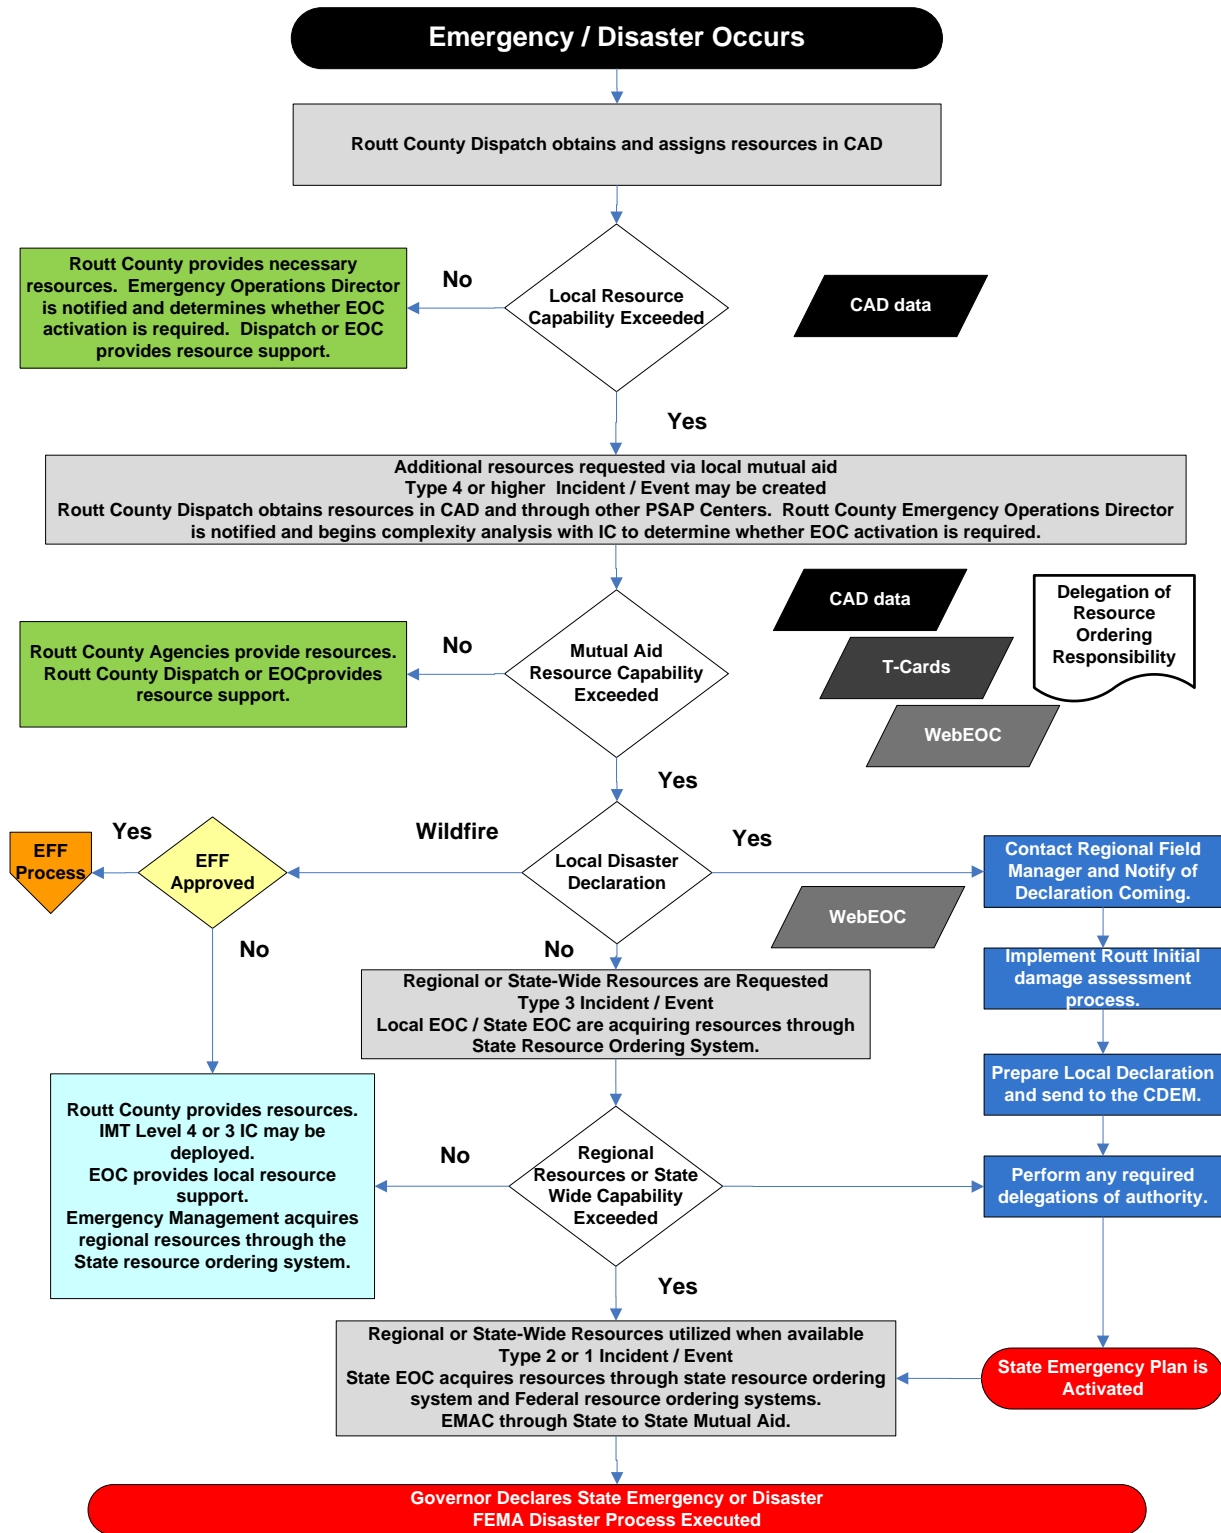 Emergency / Disaster Occurs
Routt County Dispatch obtains and assigns resources in CAD
Routt County provides necessary
resources.  Emergency Operations Director
is notified and determines whether EOC
activation is required.  Dispatch or EOC
provides resource support.
No
Local Resource
Capability Exceeded
CAD data
Yes
Additional resources requested via local mutual aid
Type 4 or higher  Incident / Event may be created
Routt County Dispatch obtains resources in CAD and through other PSAP Centers.  Routt County Emergency Operations Director
is notified and begins complexity analysis with IC to determine whether EOC activation is required.
Routt County Agencies provide resources.
Routt County Dispatch or EOCprovides
resource support.
No
Mutual Aid
Resource Capability
Exceeded
CAD data
T-Cards
WebEOC
Delegation of
Resource
Ordering
Responsibility
Yes
EFF
Process
Yes
EFF
Approved
Wildfire
Local Disaster
Declaration
Yes
WebEOC
Contact Regional Field
Manager and Notify of
Declaration Coming.
No
No
Implement Routt Initial
damage assessment
process.
Regional or State-Wide Resources are Requested
Type 3 Incident / Event
Local EOC / State EOC are acquiring resources through
State Resource Ordering System.
Prepare Local Declaration
and send to the CDEM.
Routt County provides resources.
IMT Level 4 or 3 IC may be
deployed.
EOC provides local resource
support.
Emergency Management acquires
regional resources through the
State resource ordering system.
No
Regional
Resources or State
Wide Capability
Exceeded
Perform any required
delegations of authority.
Yes
Regional or State-Wide Resources utilized when available
Type 2 or 1 Incident / Event
State EOC acquires resources through state resource ordering
system and Federal resource ordering systems.
EMAC through State to State Mutual Aid.
State Emergency Plan is
Activated
Governor Declares State Emergency or Disaster
FEMA Disaster Process Executed